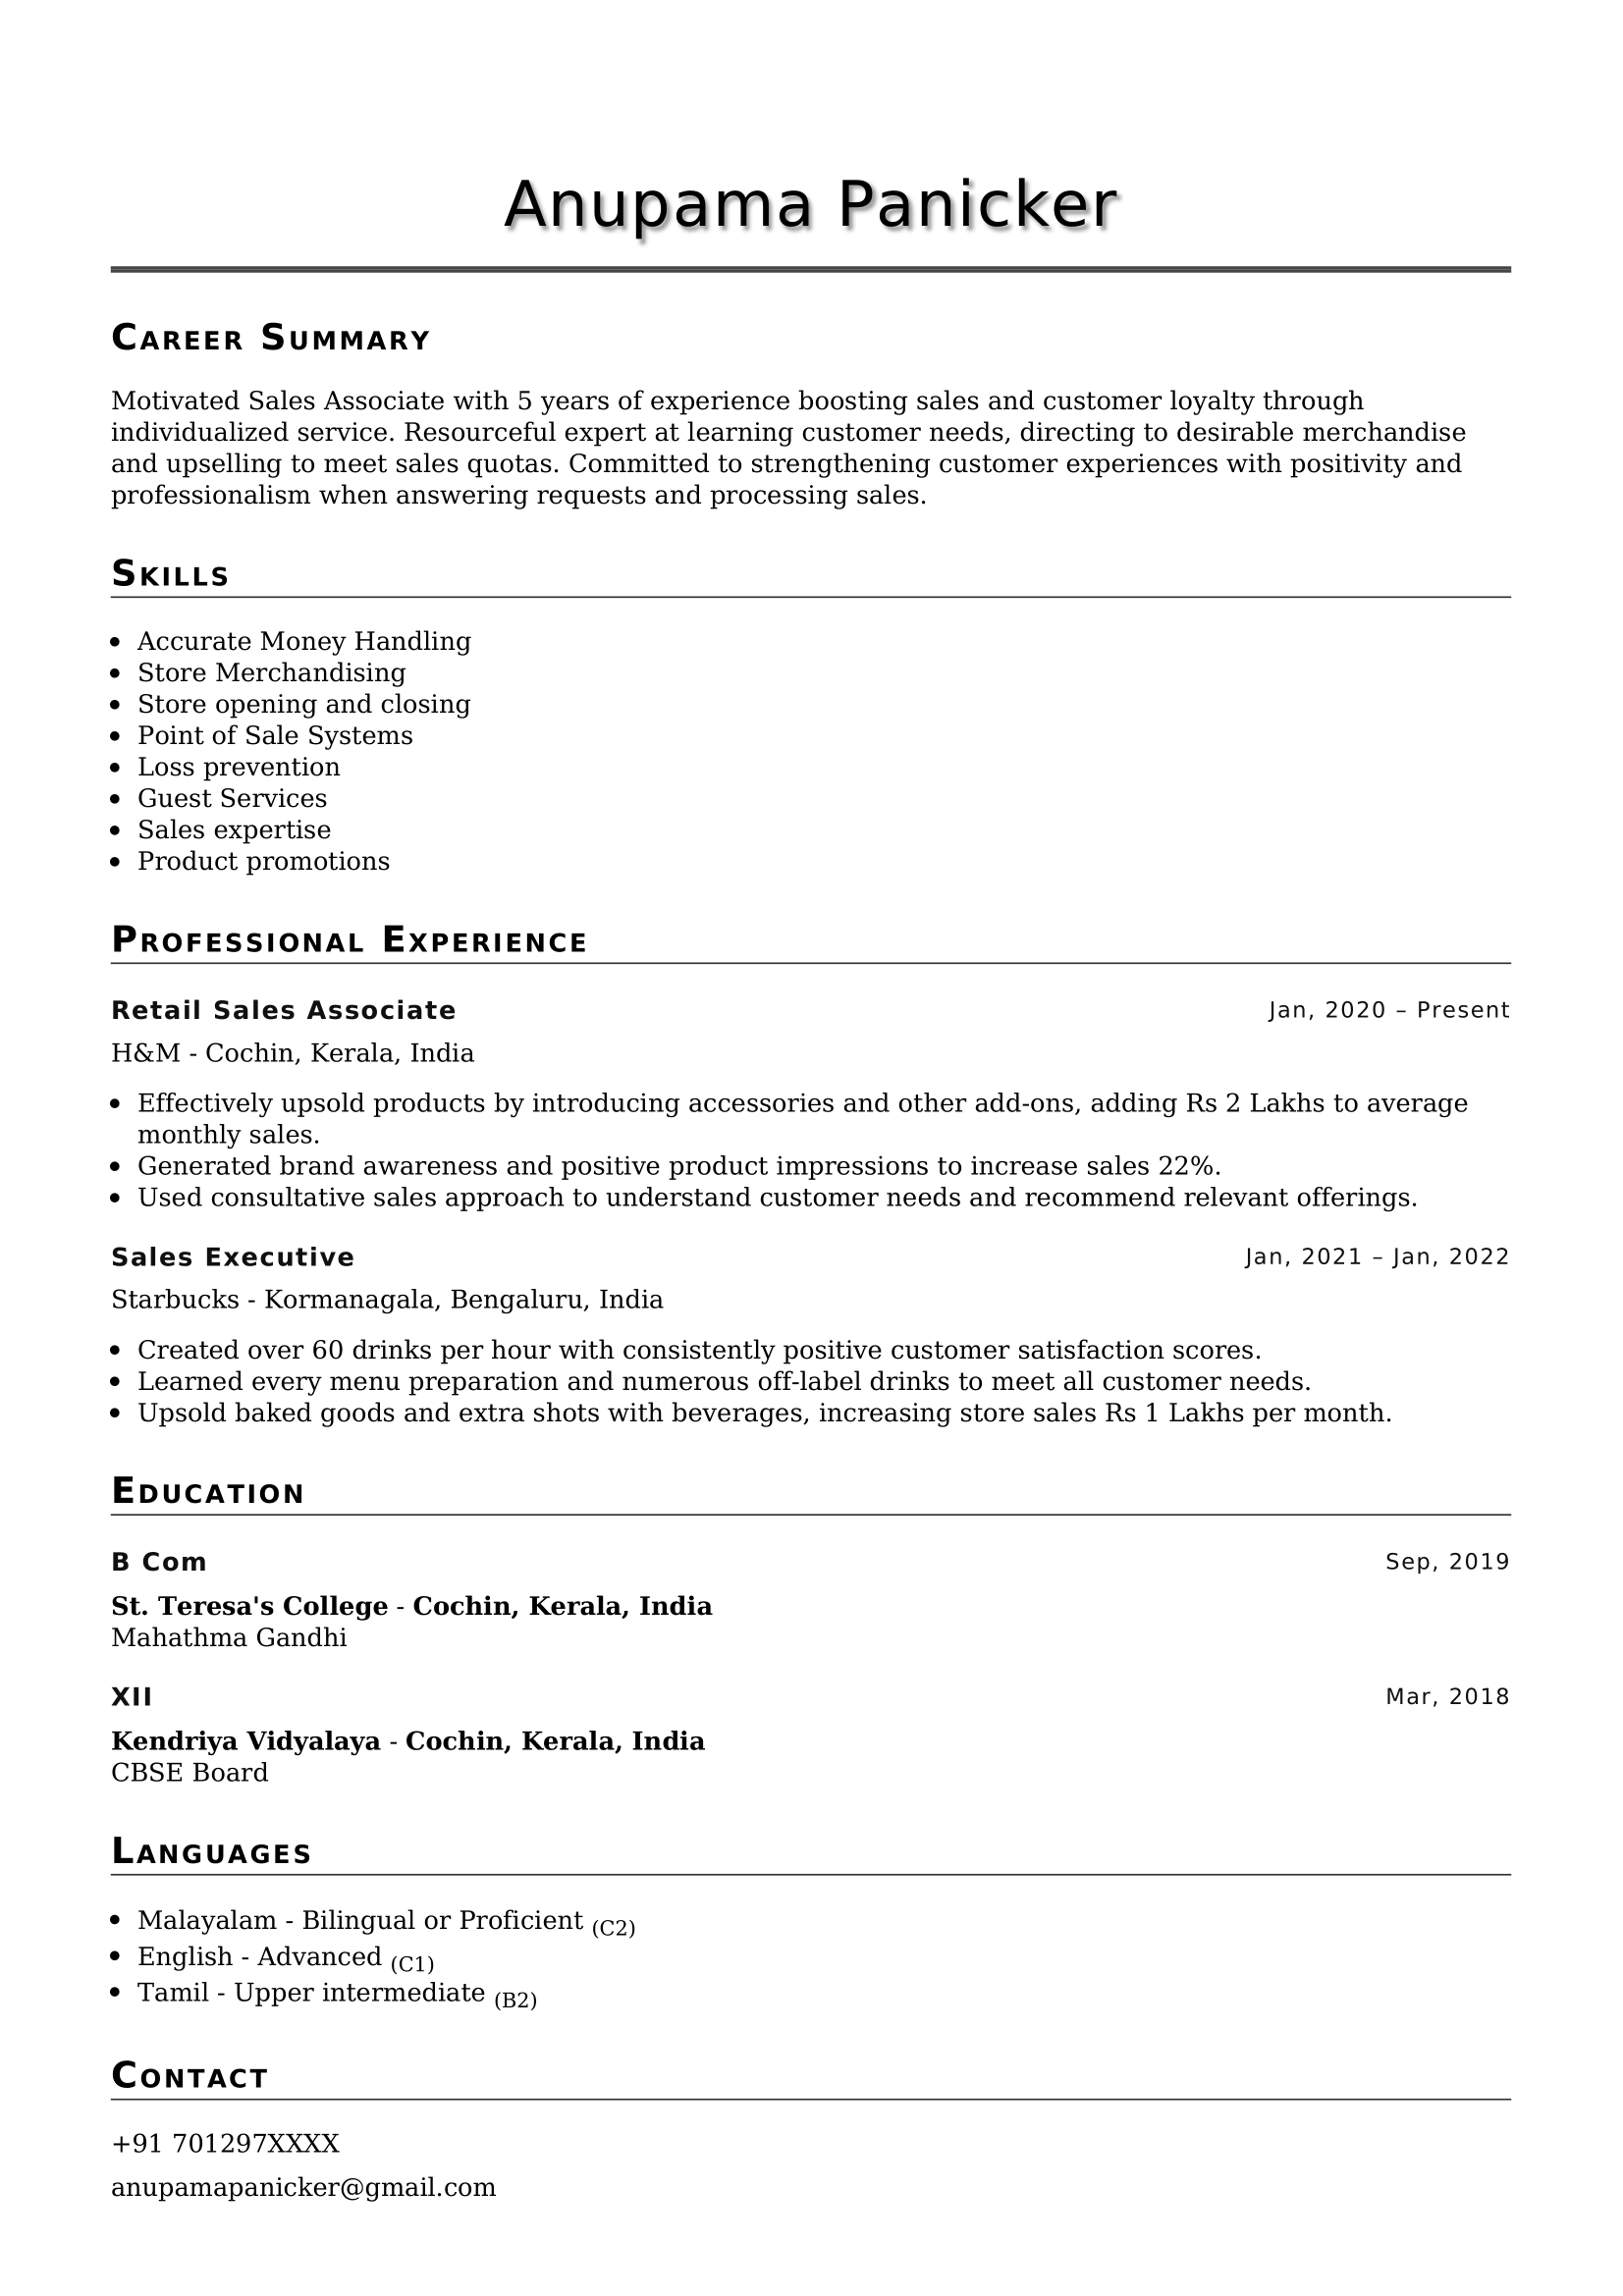 Anupama Panicker
Career Summary
Motivated Sales Associate with 5 years of experience boosting sales and customer loyalty through
individualized service. Resourceful expert at learning customer needs, directing to desirable merchandise
and upselling to meet sales quotas. Committed to strengthening customer experiences with positivity and
professionalism when answering requests and processing sales.
Skills
• Accurate Money Handling
• Store Merchandising
• Store opening and closing
• Point of Sale Systems
• Loss prevention
• Guest Services
• Sales expertise
• Product promotions
Professional Experience
Retail Sales Associate Jan, 2020 – Present
H&M - Cochin, Kerala, India
• Effectively upsold products by introducing accessories and other add-ons, adding Rs 2 Lakhs to average
monthly sales.
• Generated brand awareness and positive product impressions to increase sales 22%.
• Used consultative sales approach to understand customer needs and recommend relevant offerings.
Sales Executive Jan, 2021 – Jan, 2022
Starbucks - Kormanagala, Bengaluru, India
• Created over 60 drinks per hour with consistently positive customer satisfaction scores.
• Learned every menu preparation and numerous off-label drinks to meet all customer needs.
• Upsold baked goods and extra shots with beverages, increasing store sales Rs 1 Lakhs per month.
Education
B Com Sep, 2019
St. Teresa's College - Cochin, Kerala, India
Mahathma Gandhi
XII Mar, 2018
Kendriya Vidyalaya - Cochin, Kerala, India
CBSE Board
Languages
• Malayalam - Bilingual or Proficient (C2)
• English - Advanced (C1)
• Tamil - Upper intermediate (B2)
Contact
+91 701297XXXX
anupamapanicker@gmail.com